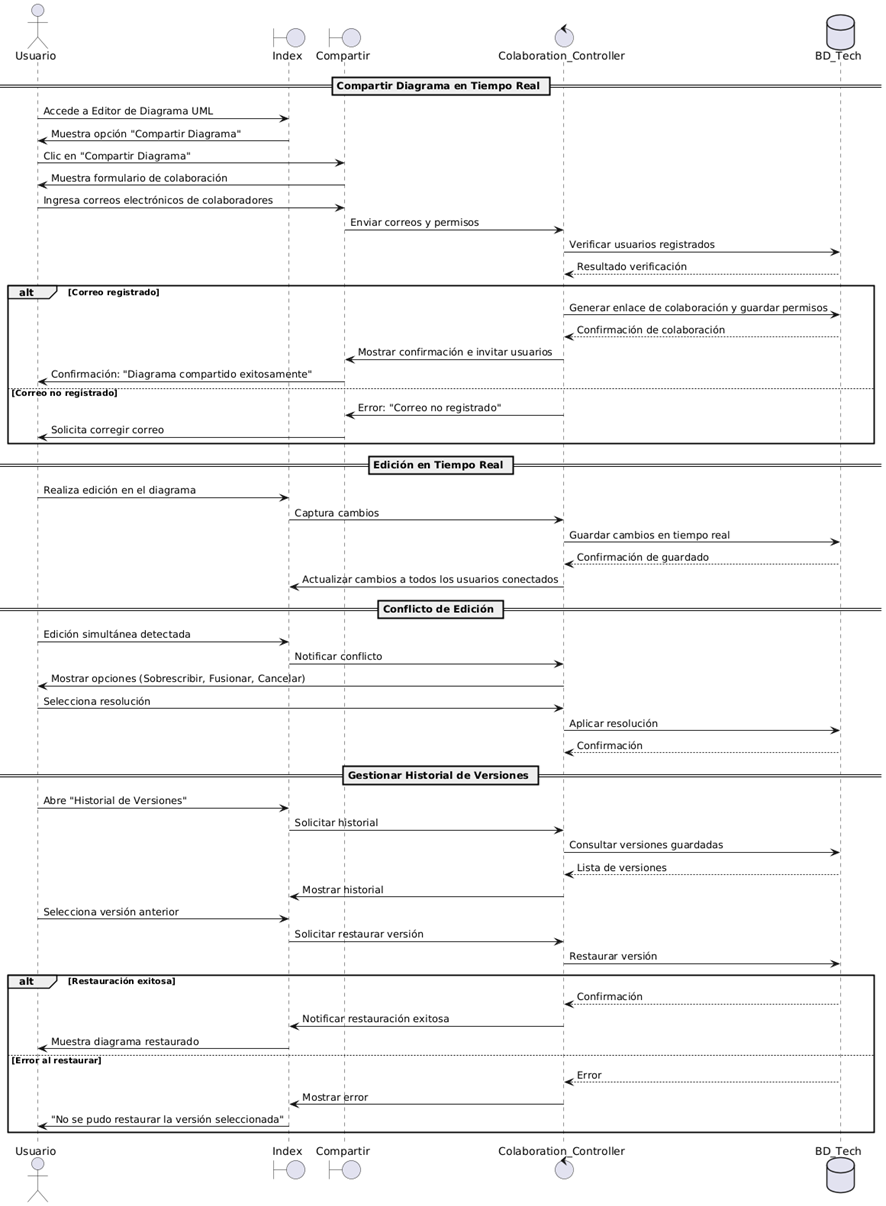 Usuario
Index
Compartir
Colaboration_Controller
BD_Tech
Compartir Diagrama en Tiempo Real
Accede a Editor de Diagrama UML
Muestra opción "Compartir Diagrama"
Clic en "Compartir Diagrama"
Muestra formulario de colaboración
Ingresa correos electrónicos de colaboradores
Enviar correos y permisos
Verificar usuarios registrados
Resultado verificación
alt
[Correo registrado]
Generar enlace de colaboración y guardar permisos
Confirmación de colaboración
Mostrar confirmación e invitar usuarios
Confirmación: "Diagrama compartido exitosamente"
[Correo no registrado]
Error: "Correo no registrado"
Solicita corregir correo
Edición en Tiempo Real
Realiza edición en el diagrama
Captura cambios
Guardar cambios en tiempo real
Confirmación de guardado
Actualizar cambios a todos los usuarios conectados
Conflicto de Edición
Edición simultánea detectada
Notificar conflicto
Mostrar opciones (Sobrescribir, Fusionar, Cancelar)
Selecciona resolución
Aplicar resolución
Confirmación
Gestionar Historial de Versiones
Abre "Historial de Versiones"
Solicitar historial
Consultar versiones guardadas
Lista de versiones
Mostrar historial
Selecciona versión anterior
Solicitar restaurar versión
Restaurar versión
alt
[Restauración exitosa]
Confirmación
Notificar restauración exitosa
Muestra diagrama restaurado
[Error al restaurar]
Error
Mostrar error
"No se pudo restaurar la versión seleccionada"
Usuario
Index
Compartir
Colaboration_Controller
BD_Tech